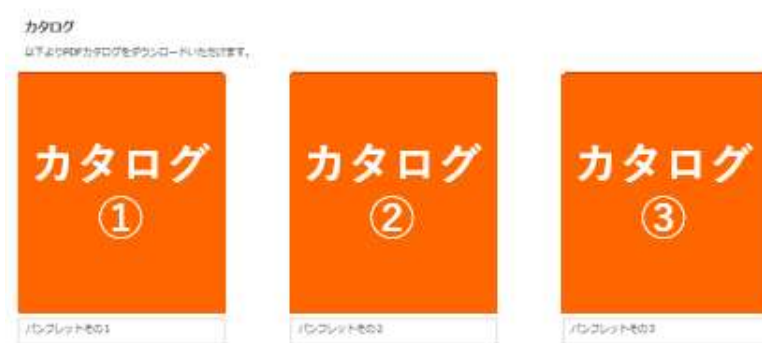 カタログ
以下よりPDFカタログをダウンロードいただけます。
カタログ
①
カタログ
②
カタログ
③
パンフレットその1
パンフレットその2
パンフレットその3